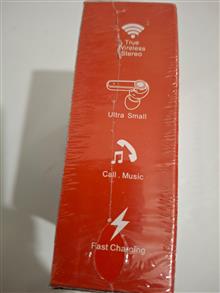 True
Wireless
Stereo
Ultra Small
Call . Music
Fast Charging